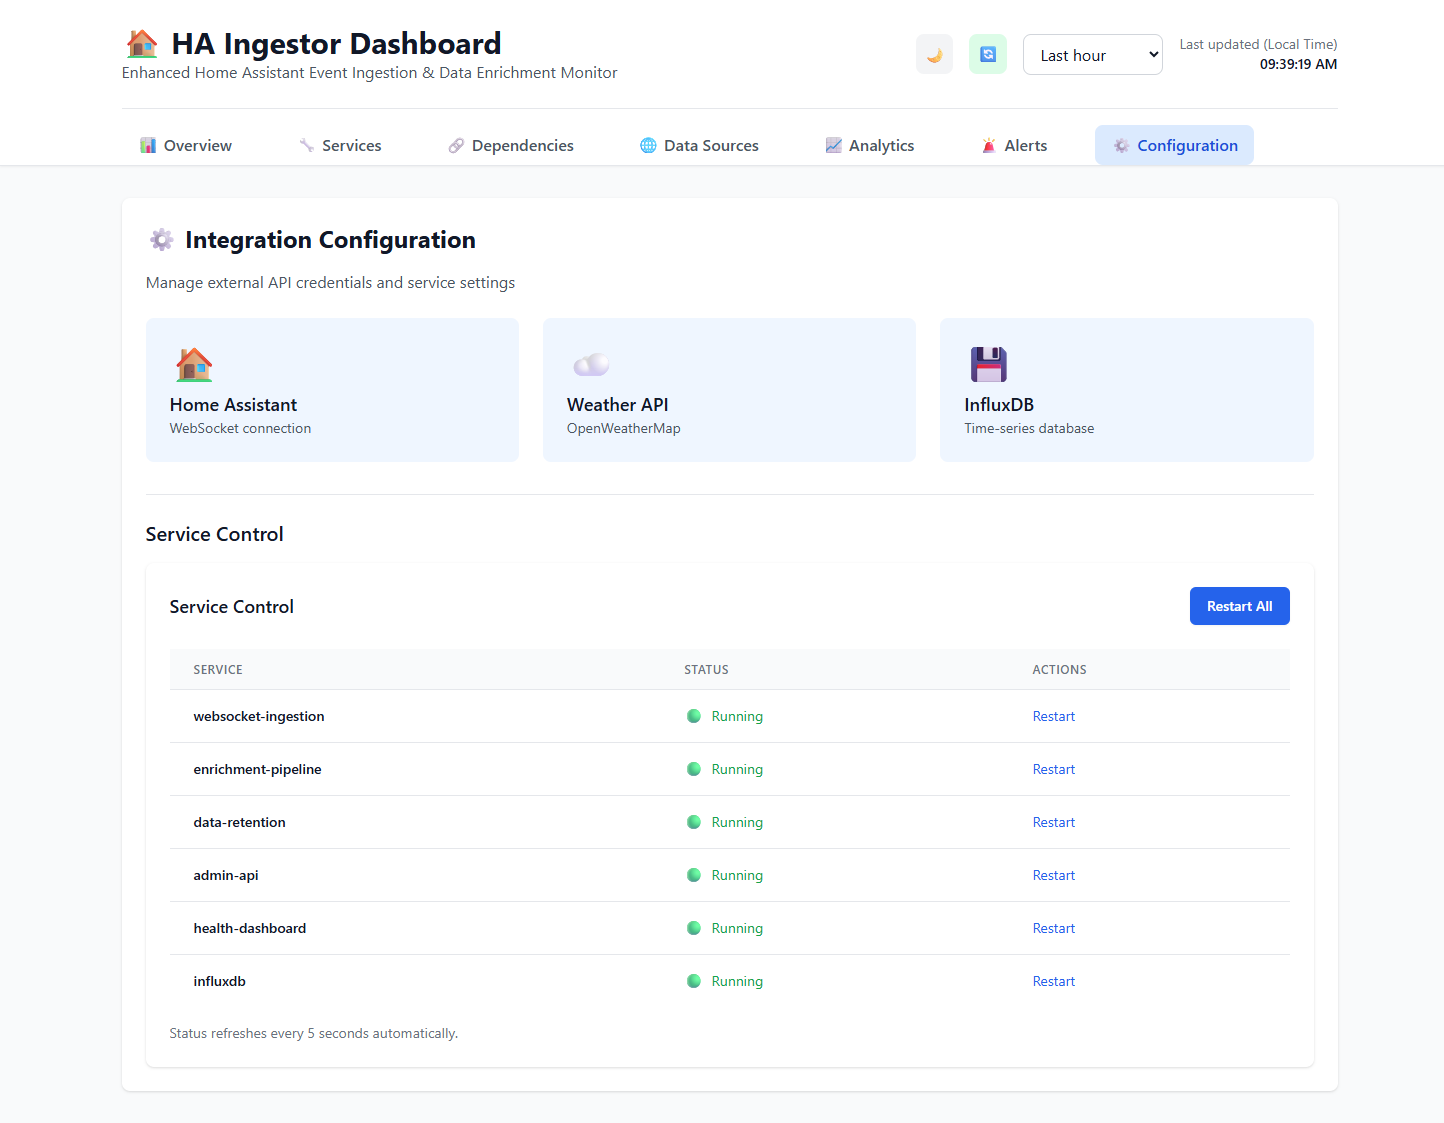 HA Ingestor Dashboard
Enhanced Home Assistant Event Ingestion & Data Enrichment Monitor
Last hour
Last updated (Local Time)
09:39:19 AM
Overview
Services
Dependencies
Data Sources
Analytics
Alerts
Configuration
Integration Configuration
Manage external API credentials and service settings
Home Assistant
WebSocket connection
Weather API
OpenWeatherMap
InfluxDB
Time-series database
Service Control
Service Control
Restart All
SERVICE STATUS ACTIONS
websocket-ingestion Running Restart
enrichment-pipeline Running Restart
data-retention Running Restart
admin-api Running Restart
health-dashboard Running Restart
influxdb Running Restart
Status refreshes every 5 seconds automatically.